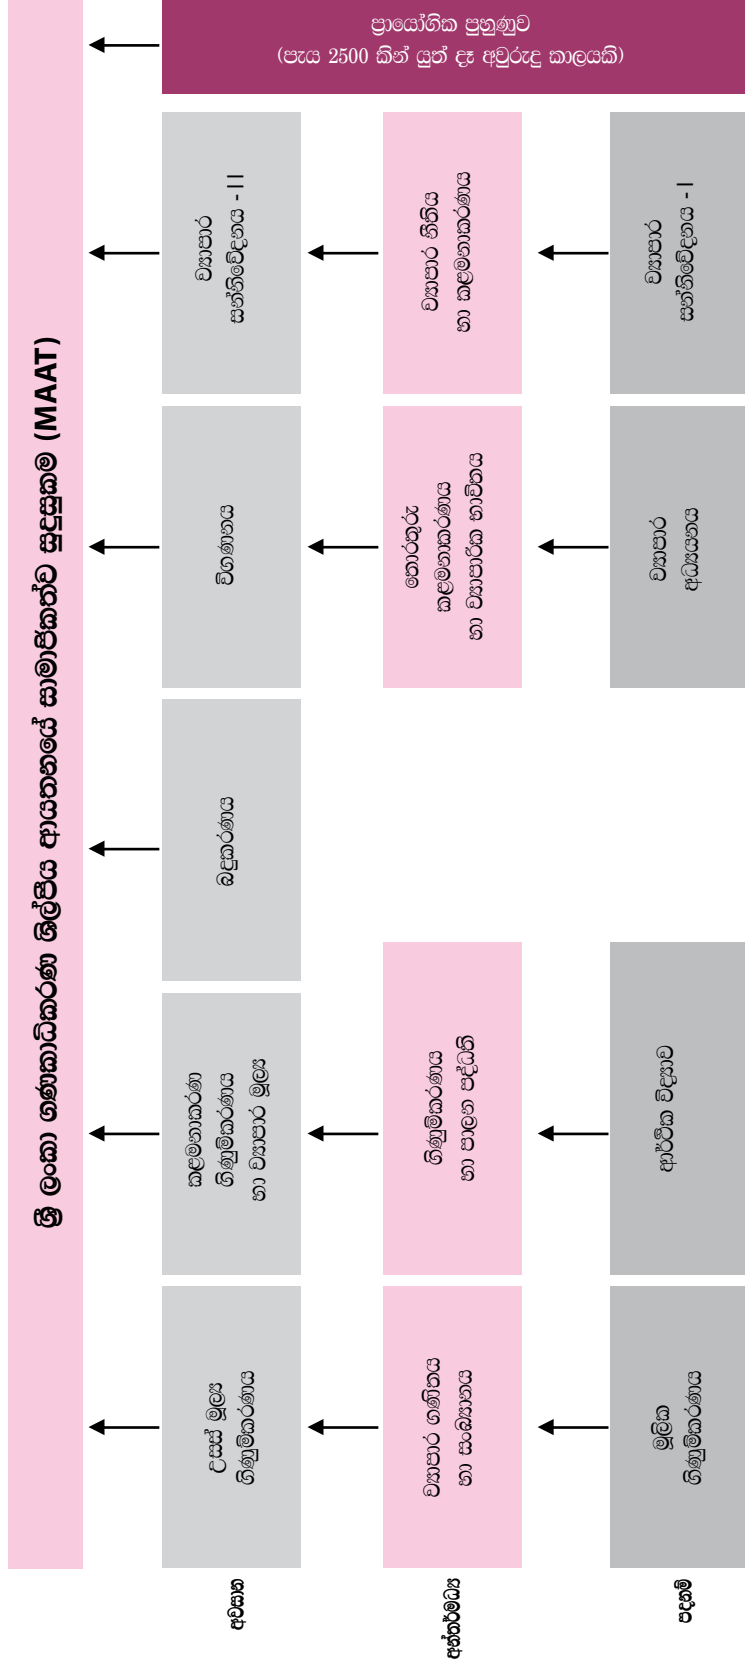 ප්‍රායෝගික පුහුණුව
(පැය 2500 කින් යුත් දෑ අවුරුදු කාලයකි)
ශ්‍රී ලංකා ගණකාධිකරණ ශිල්පීය ආයතනයේ සාමාජිකත්ව සුදුසුකම (MAAT)
අවසාන
උසස් මූල්‍ය
ගිණුම්කරණය
කළමනාකරණ
ගිණුම්කරණය
හා ව්‍යාපාර මූල්‍ය
බදුකරණය
විගණනය
ව්‍යාපාර
සන්නිවේදනය - II
අන්තර්මධ්‍ය
ව්‍යාපාර ගණිතය
හා සංඛ්‍යානය
ගිණුම්කරණය
හා පාලන පද්ධති
තොරතුරු
කළමනාකරණය
හා ව්‍යාපාරික භාවිතය
ව්‍යාපාර නීතිය
හා කළමනාකරණය
පදනම්
මූලික
ගිණුම්කරණය
ආර්ථික විද්‍යාව
ව්‍යාපාර
අධ්‍යයනය
ව්‍යාපාර
සන්නිවේදනය - I